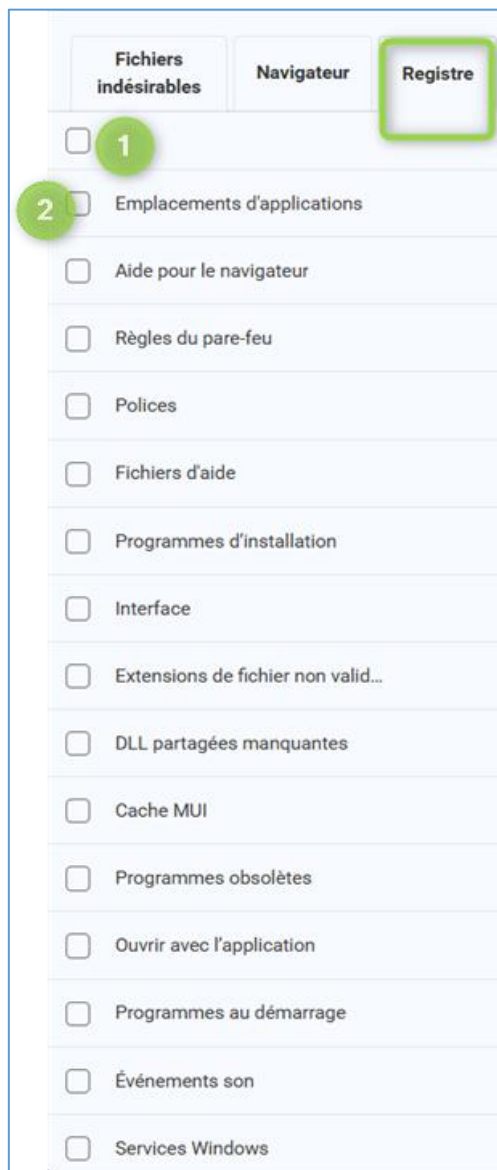 Fichiers
indésirables
Navigateur
Registre
1
2
Emplacements d'applications
Aide pour le navigateur
Règles du pare-feu
Polices
Fichiers d'aide
Programmes d'installation
Interface
Extensions de fichier non valid...
DLL partagées manquantes
Cache MUI
Programmes obsolètes
Ouvrir avec l'application
Programmes au démarrage
Événements son
Services Windows